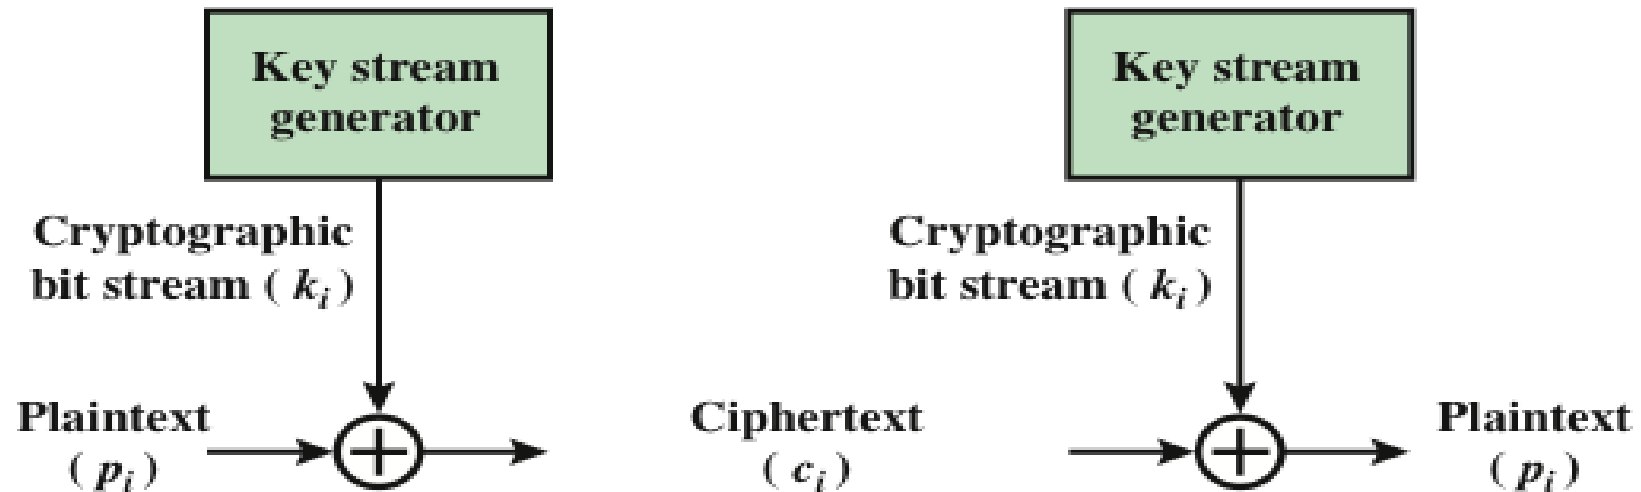 Key stream
generator
Key stream
generator
Cryptographic
bit stream ( kᵢ )
Cryptographic
bit stream ( kᵢ )
Plaintext
( pᵢ )
Ciphertext
( cᵢ )
Plaintext
( pᵢ )